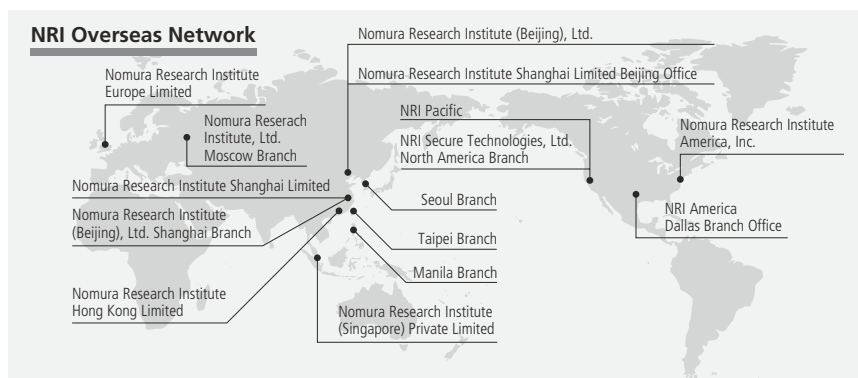 NRI Overseas Network
Nomura Research Institute (Beijing), Ltd.
Nomura Research Institute Shanghai Limited Beijing Office
Nomura Research Institute
Europe Limited
Nomura Reserach
Institute, Ltd.
Moscow Branch
NRI Pacific
NRI Secure Technologies, Ltd.
North America Branch
Nomura Research Institute
America, Inc.
Nomura Research Institute Shanghai Limited
Seoul Branch
Nomura Research Institute
(Beijing), Ltd. Shanghai Branch
NRI America
Dallas Branch Office
Taipei Branch
Manila Branch
Nomura Research Institute
Hong Kong Limited
Nomura Research Institute
(Singapore) Private Limited